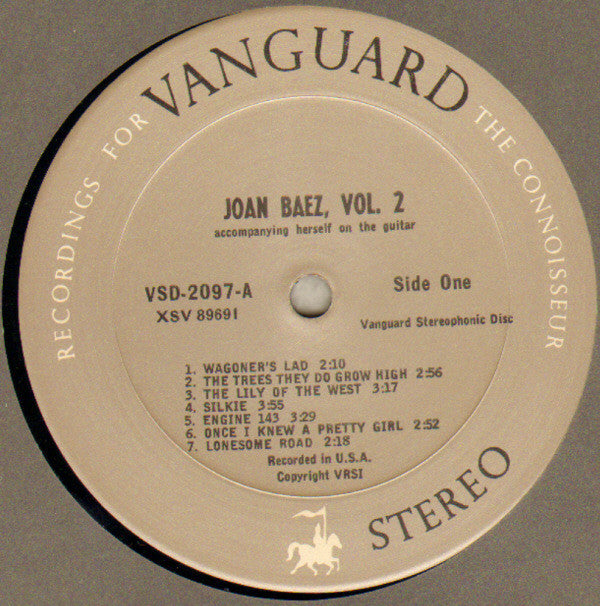 RECORDINGS FOR VANGUARD THE CONNOISSEUR
JOAN BAEZ, VOL. 2
accompanying herself on the guitar
VSD-2097-A
XSV 89691
Side One
Vanguard Stereophonic Disc
1. WAGONER'S LAD 2:10
2. THE TREES THEY DO GROW HIGH 2:56
3. THE LILY OF THE WEST 3:17
4. SILKIE 3:55
5. ENGINE 143 3:29
6. ONCE I KNEW A PRETTY GIRL 2:52
7. LONESOME ROAD 2:18
Recorded in U.S.A.
Copyright VRSI
STEREO